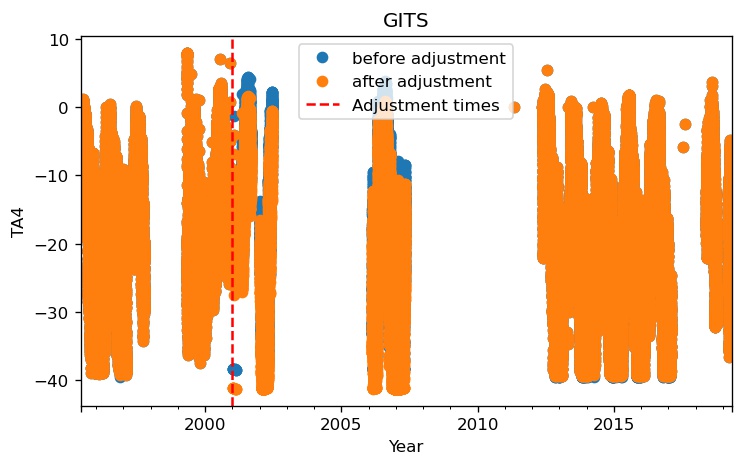 GITS
before adjustment
after adjustment
Adjustment times
10
0
−10
−20
−30
−40
TA4
2000
2005
2010
2015
Year